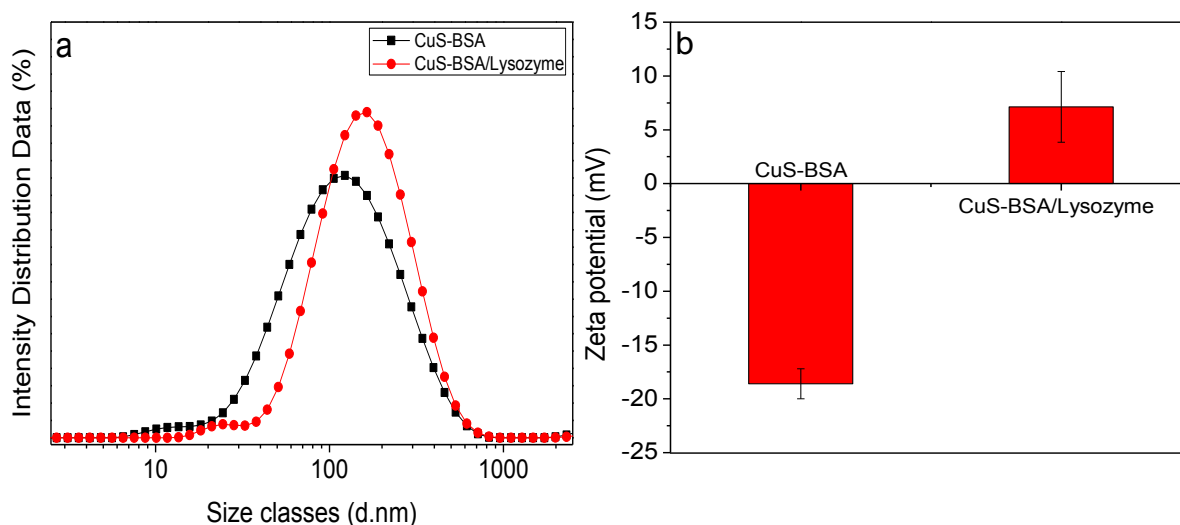 a
CuS-BSA
CuS-BSA/Lysozyme
Intensity Distribution Data (%)
10
100
1000
Size classes (d.nm)
b
15
10
5
0
-5
-10
-15
-20
-25
Zeta potential (mV)
CuS-BSA
CuS-BSA/Lysozyme